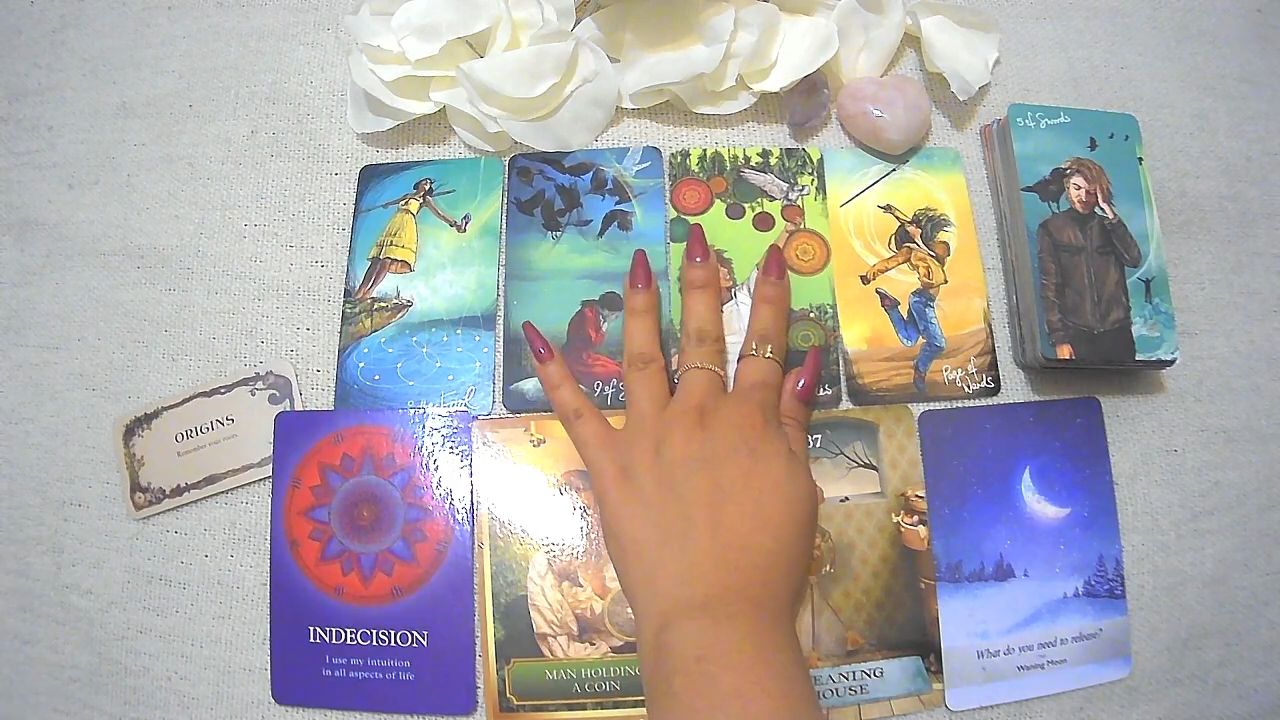 5 of Swords
9 of
Page of
Wands
ORIGINS
Remember your roots.
37
INDECISION
I use my intuition
in all aspects of life
MAN HOLDING
A COIN
EANING
HOUSE
What do you need to release?
Waning Moon